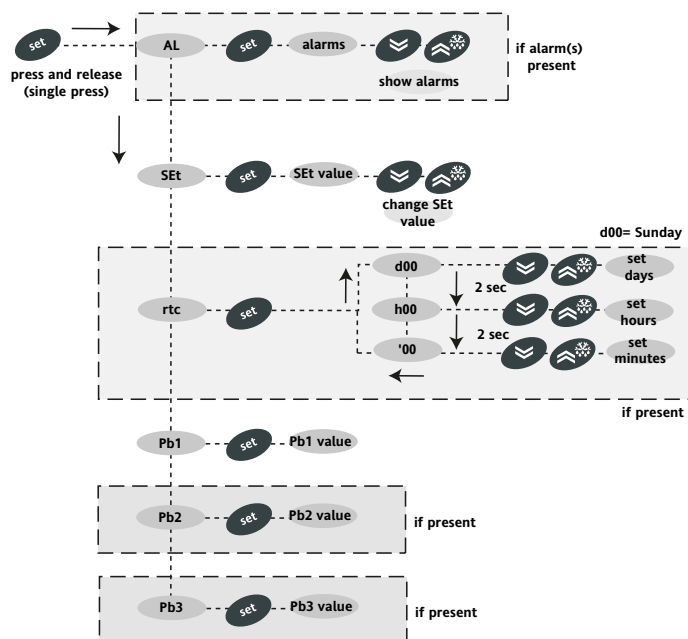 set
AL
set
alarms
if alarm(s)
present
press and release
(single press)
show alarms
SEt
set
SEt value
change SEt
value
d00= Sunday
d00
set
days
2 sec
rtc
set
h00
set
hours
2 sec
'00
set
minutes
if present
Pb1
set
Pb1 value
Pb2
set
Pb2 value
if present
Pb3
set
Pb3 value
if present